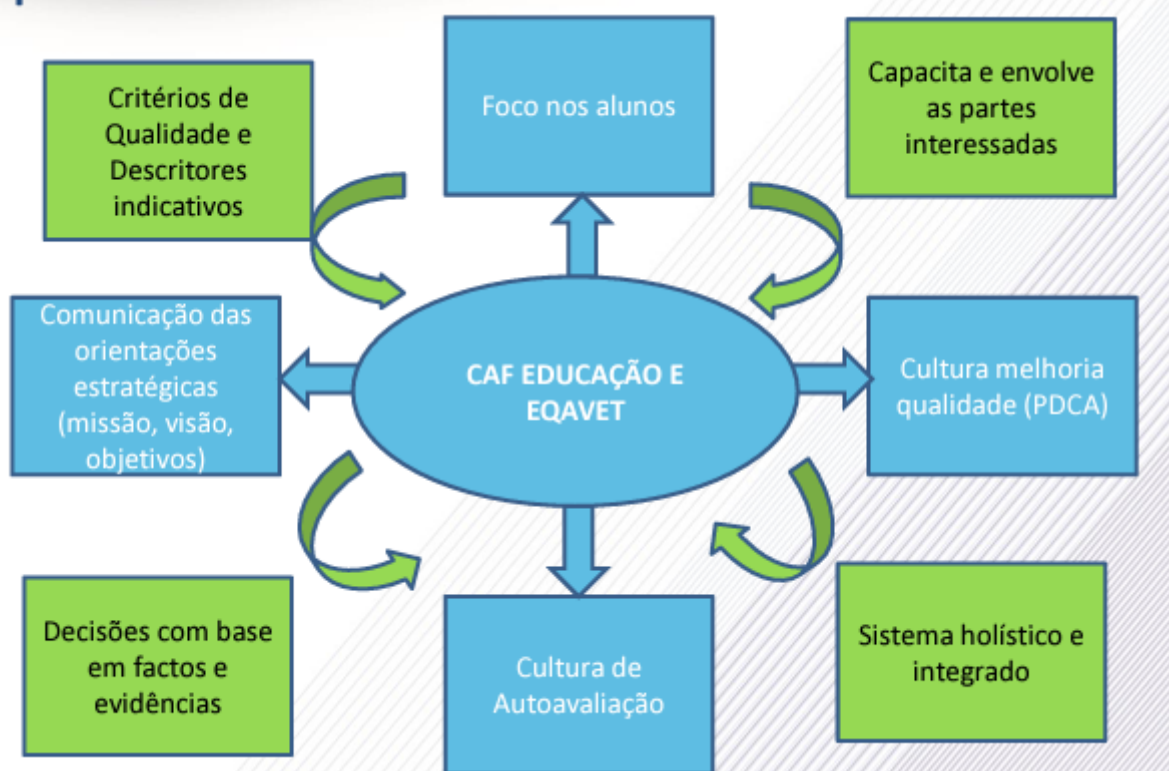 Critérios de
Qualidade e
Descritores
indicativos
Foco nos alunos
Capacita e envolve
as partes
interessadas
Comunicação das
orientações
estratégicas
(missão, visão,
objetivos)
CAF EDUCAÇÃO E
EQAVET
Cultura melhoria
qualidade (PDCA)
Decisões com base
em factos e
evidências
Cultura de
Autoavaliação
Sistema holístico e
integrado